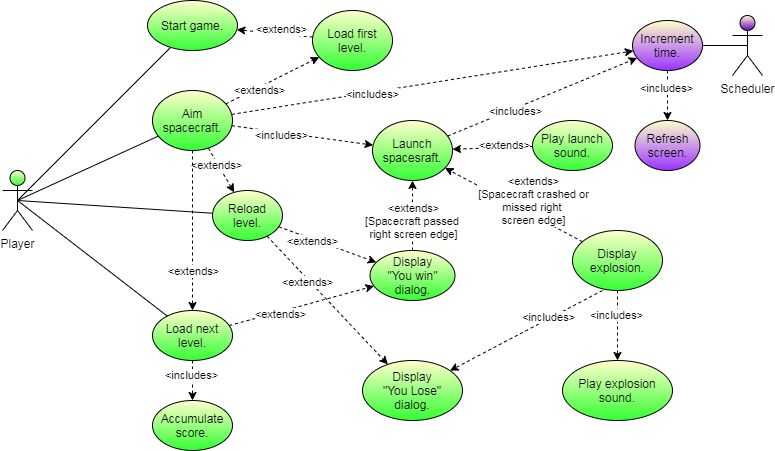 Start game.
<extends>
Load first
level.
Increment
time.
Scheduler
<extends>
<includes>
<includes>
Aim
spacecraft.
<includes>
<includes>
Launch
spacesraft.
<extends>
Play launch
sound.
Refresh
screen.
<extends>
Player
Reload
level.
<extends>
[Spacecraft passed
right screen edge]
<extends>
[Spacecraft crashed or
missed right
screen edge]
<extends>
<extends>
<extends>
Display
"You win"
dialog.
Display
explosion.
<extends>
<includes>
<includes>
Load next
level.
<includes>
Display
"You Lose"
dialog.
Play explosion
sound.
Accumulate
score.